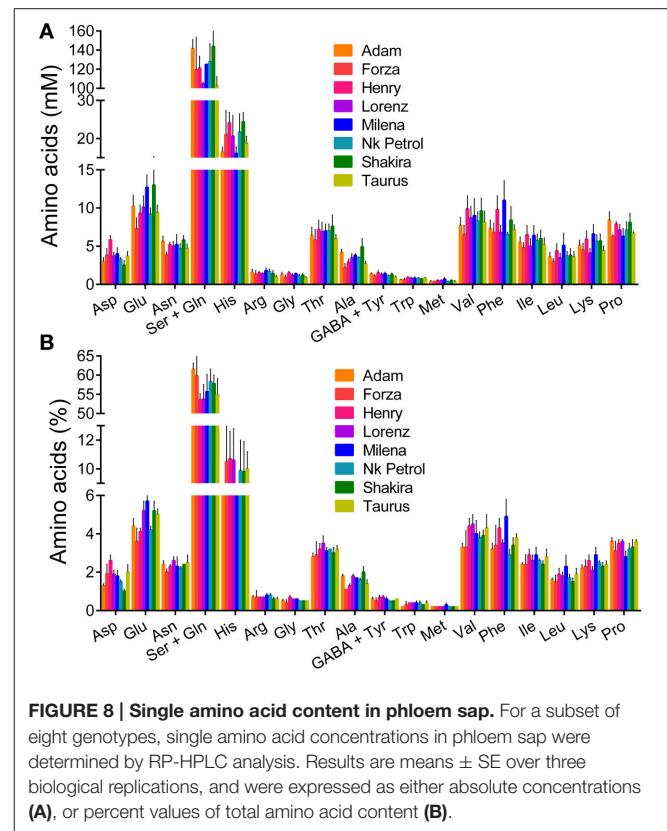 A
Amino acids (mM)
160
140
120
100
30
20
15
10
5
0
Adam
Forza
Henry
Lorenz
Milena
Nk Petrol
Shakira
Taurus
Asp Glu Asn Ser + Gln His Arg Gly Thr Ala GABA + Tyr Trp Met Val Phe Ile Leu Lys Pro
B
Amino acids (%)
65
60
55
50
12
10
6
4
2
0
Adam
Forza
Henry
Lorenz
Milena
Nk Petrol
Shakira
Taurus
Asp Glu Asn Ser + Gln His Arg Gly Thr Ala GABA + Tyr Trp Met Val Phe Ile Leu Lys Pro
FIGURE 8 | Single amino acid content in phloem sap. For a subset of
eight genotypes, single amino acid concentrations in phloem sap were
determined by RP-HPLC analysis. Results are means ± SE over three
biological replications, and were expressed as either absolute concentrations
(A), or percent values of total amino acid content (B).